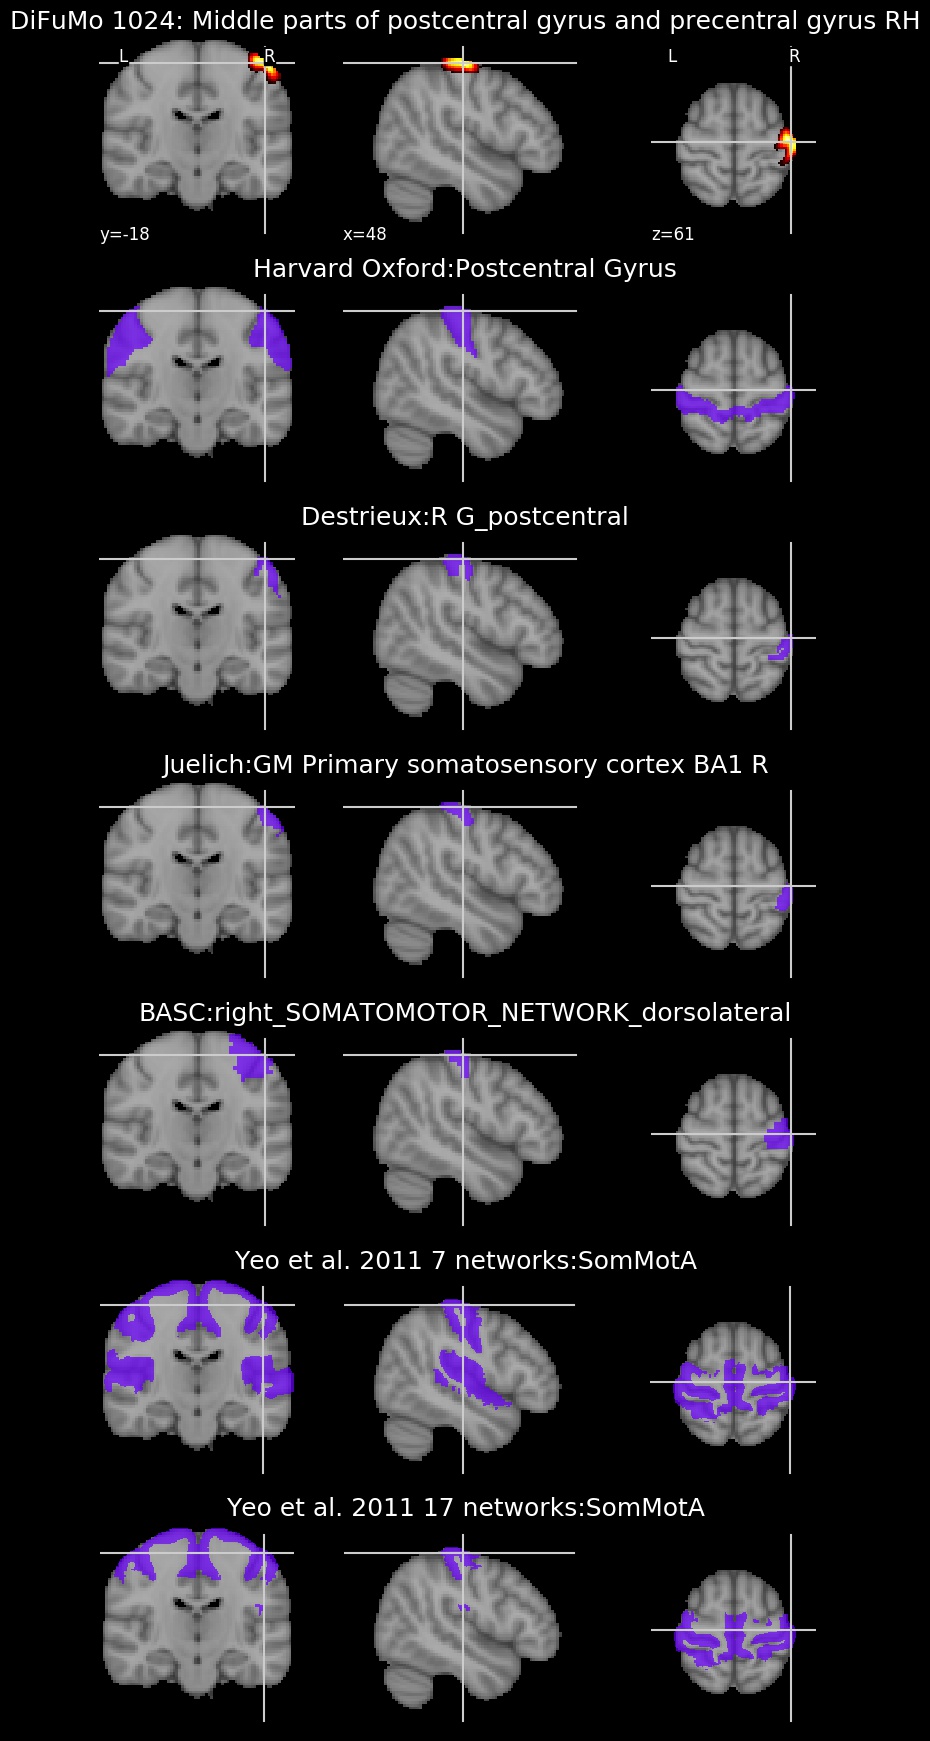 DiFuMo 1024: Middle parts of postcentral gyrus and precentral gyrus RH
L R L R
y=-18 x=48 z=61
Harvard Oxford:Postcentral Gyrus
Destrieux:R G_postcentral
Juelich:GM Primary somatosensory cortex BA1 R
BASC:right_SOMATOMOTOR_NETWORK_dorsolateral
Yeo et al. 2011 7 networks:SomMotA
Yeo et al. 2011 17 networks:SomMotA